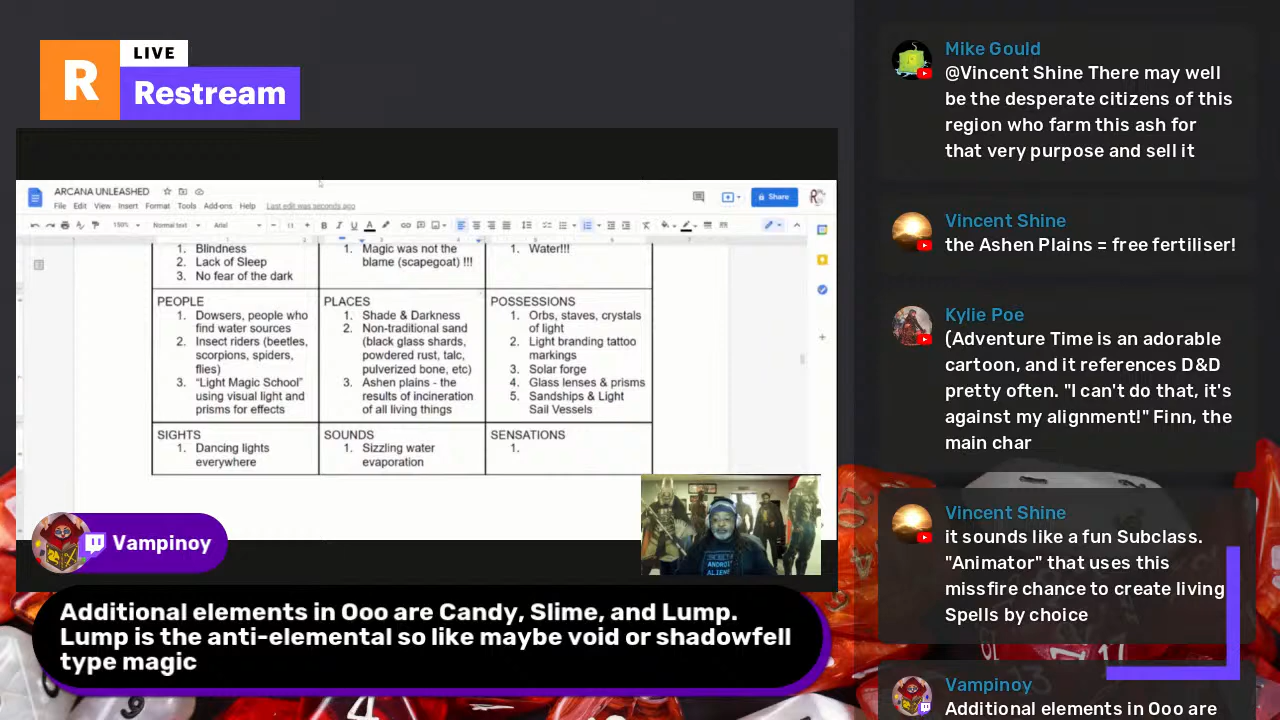 R
LIVE
Restream
ARCANA UNLEASHED
File Edit View Insert Format Tools Add-ons Help Last edit was seconds ago
Share
150% Normal text Arial 11
1. Blindness
2. Lack of Sleep
3. No fear of the dark
1. Magic was not the
blame (scapegoat) !!!
1. Water!!!
PEOPLE
1. Dowsers, people who
find water sources
2. Insect riders (beetles,
scorpions, spiders,
flies)
3. "Light Magic School"
using visual light and
prisms for effects
PLACES
1. Shade & Darkness
2. Non-traditional sand
(black glass shards,
powdered rust, talc,
pulverized bone, etc)
3. Ashen plains - the
results of incineration
of all living things
POSSESSIONS
1. Orbs, staves, crystals
of light
2. Light branding tattoo
markings
3. Solar forge
4. Glass lenses & prisms
5. Sandships & Light
Sail Vessels
SIGHTS
1. Dancing lights
everywhere
SOUNDS
1. Sizzling water
evaporation
SENSATIONS
1.
ANDROIDS
ALIENS
Vampinoy
Additional elements in Ooo are Candy, Slime, and Lump.
Lump is the anti-elemental so like maybe void or shadowfell
type magic
Mike Gould
@Vincent Shine There may well
be the desperate citizens of this
region who farm this ash for
that very purpose and sell it
Vincent Shine
the Ashen Plains = free fertiliser!
Kylie Poe
(Adventure Time is an adorable
cartoon, and it references D&D
pretty often. "I can't do that, it's
against my alignment!" Finn, the
main char
Vincent Shine
it sounds like a fun Subclass.
"Animator" that uses this
missfire chance to create living
Spells by choice
Vampinoy
Additional elements in Ooo are